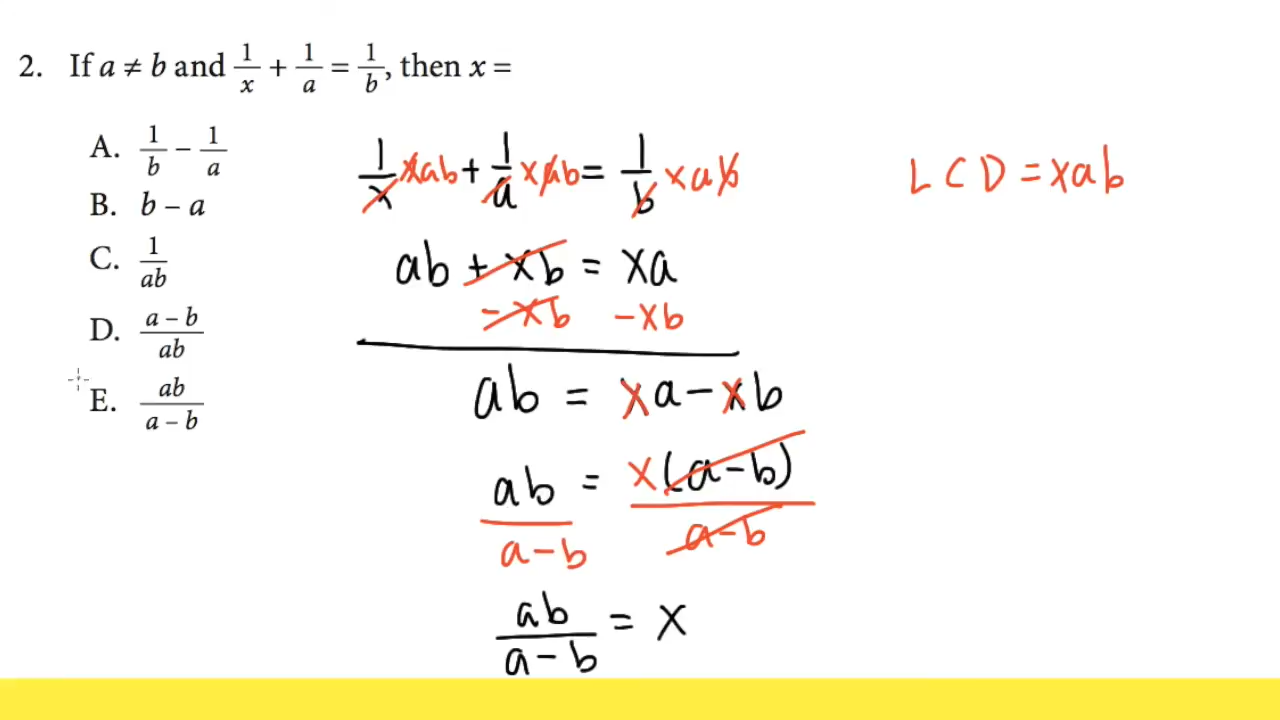 2. If a ≠ b and 1/x + 1/a = 1/b, then x =
A. 1/b − 1/a
B. b − a
C. 1/ab
D. (a − b)/ab
E. ab/(a − b)
1/x xab + 1/a xab = 1/b xab
LCD = xab
ab + xb = xa
−xb −xb
ab = xa − xb
ab = x(a−b)
a−b a−b
ab/(a−b) = x